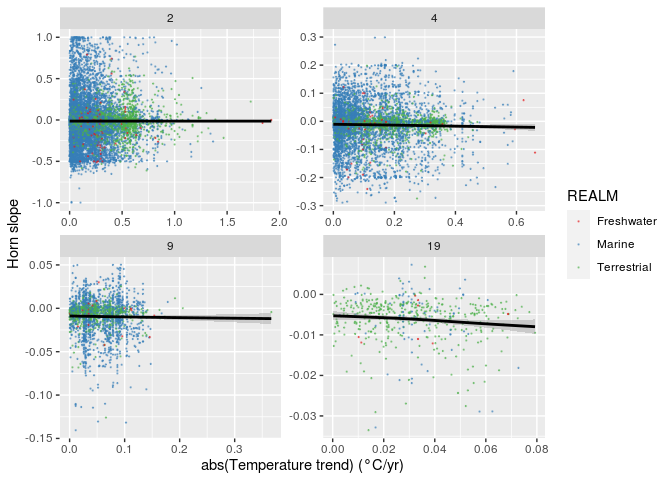 2
4
1.0
0.5
0.0
-0.5
-1.0
0.3
0.2
0.1
0.0
-0.1
-0.2
-0.3
0.0 0.5 1.0 1.5 2.0
0.0 0.2 0.4 0.6
Horn slope
REALM
Freshwater
Marine
Terrestrial
9
19
0.05
0.00
-0.05
-0.10
-0.15
0.00
-0.01
-0.02
-0.03
0.0 0.1 0.2 0.3
0.00 0.02 0.04 0.06 0.08
abs(Temperature trend) (°C/yr)